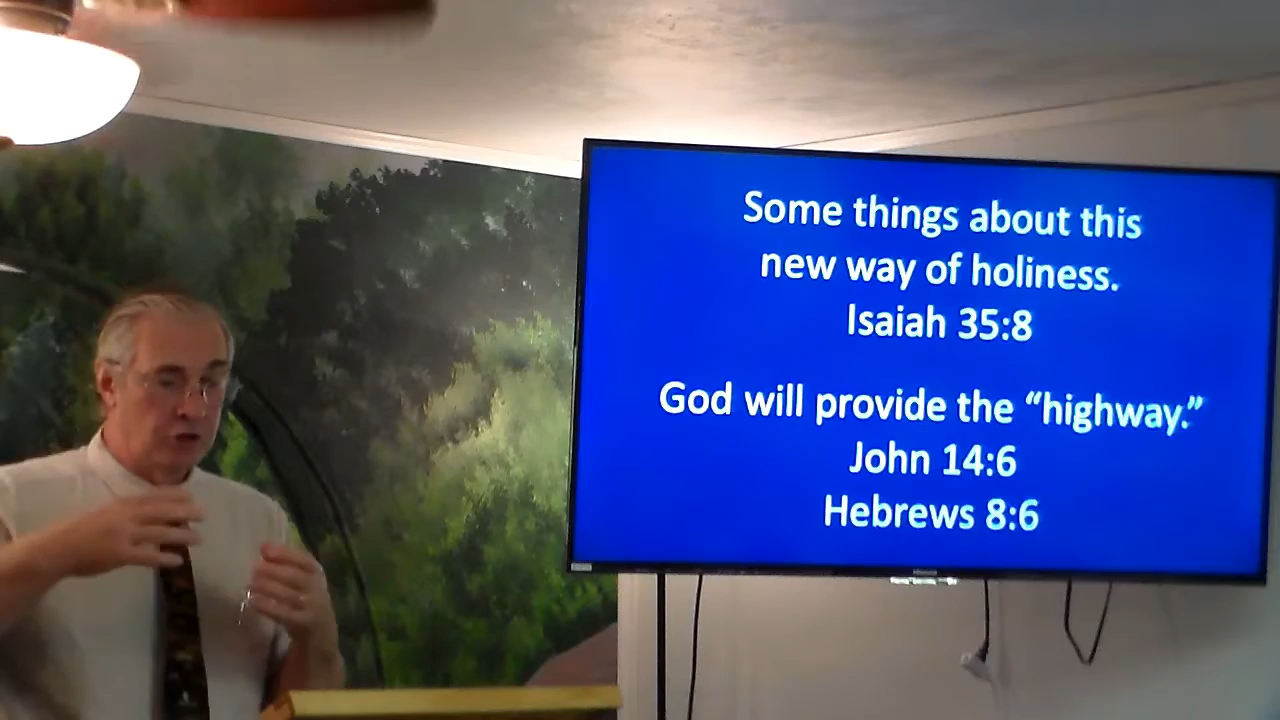 Some things about this
new way of holiness.
Isaiah 35:8
God will provide the “highway.”
John 14:6
Hebrews 8:6